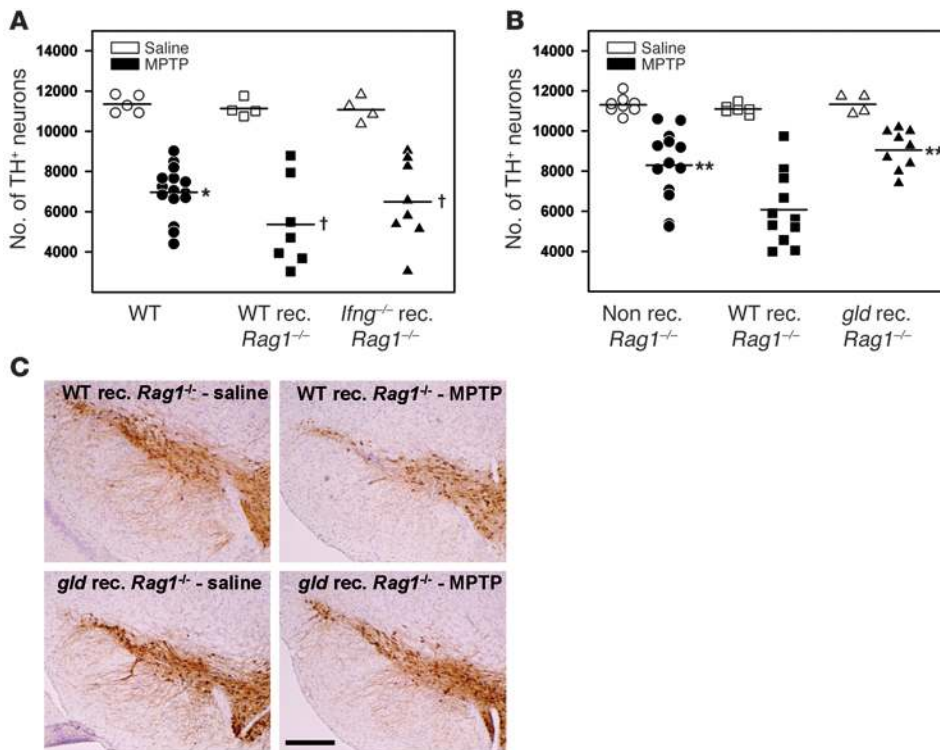 A
No. of TH+ neurons
14000
12000
10000
8000
6000
4000
Saline
MPTP
*
†
†
WT
WT rec.
Rag1–/–
Ifng–/– rec.
Rag1–/–
B
No. of TH+ neurons
14000
12000
10000
8000
6000
4000
Saline
MPTP
**
**
Non rec.
Rag1–/–
WT rec.
Rag1–/–
gld rec.
Rag1–/–
C
WT rec. Rag1-/- - saline
WT rec. Rag1-/- - MPTP
gld rec. Rag1-/- - saline
gld rec. Rag1-/- - MPTP